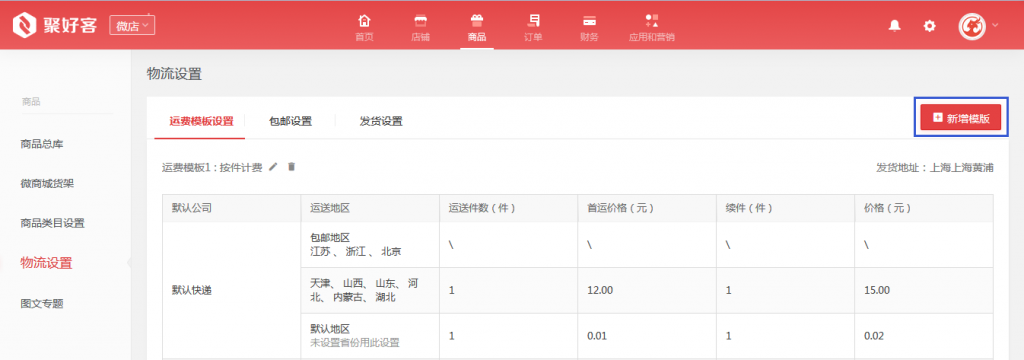 聚好客 微店
首页 店铺 商品 订单 财务 应用和营销
物流设置
商品
商品总库
微商城货架
商品类目设置
物流设置
图文专题
运费模板设置 包邮设置 发货设置 新增模版
运费模板1 : 按件计费 发货地址：上海上海黄浦
默认公司 运送地区 运送件数（件） 首运价格（元） 续件（件） 价格（元）
默认快递
包邮地区
江苏 、 浙江 、 北京
\ \ \ \
天津、 山西、 山东、 河
北、 内蒙古、 湖北
1 12.00 1 15.00
默认地区
未设置省份用此设置
1 0.01 1 0.02